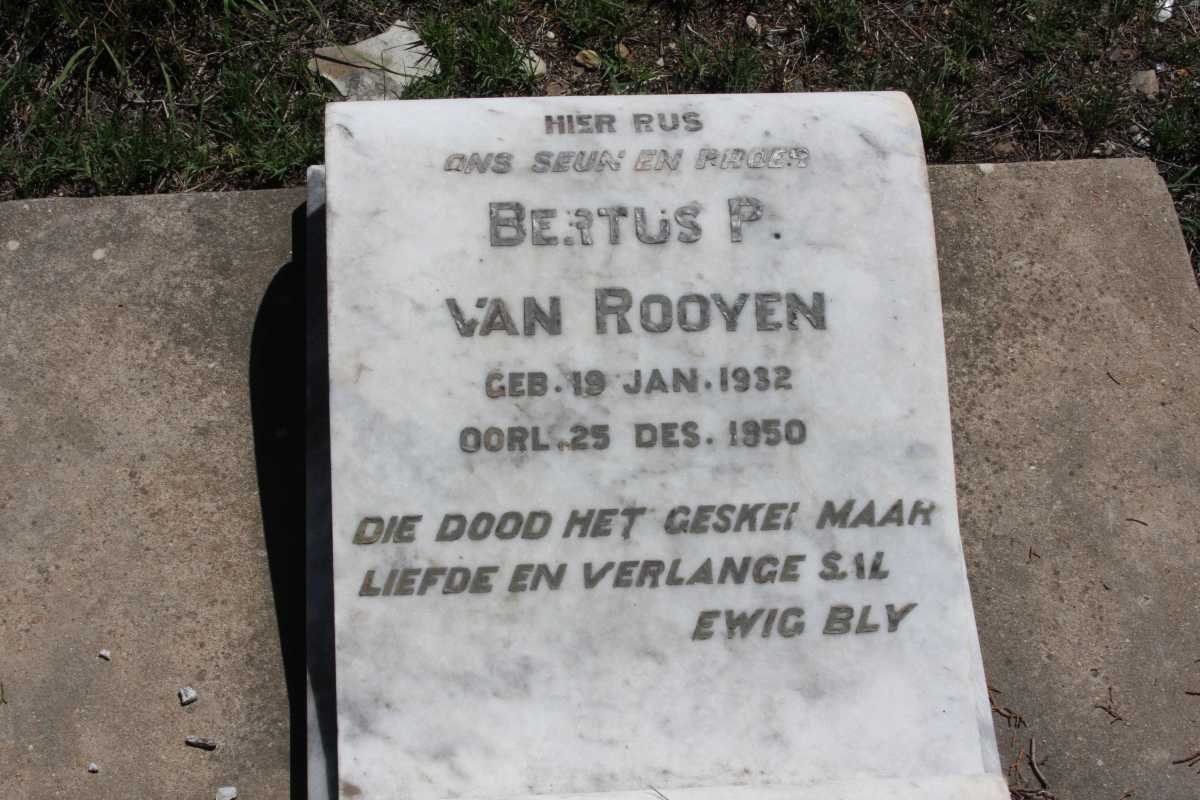 HIER RUS
ONS SEUN EN BROER
BERTUS P.
VAN ROOYEN
GEB. 19 JAN. 1932
OORL. 25 DES. 1950
DIE DOOD HET GESKEI MAAR
LIEFDE EN VERLANGE SAL
EWIG BLY